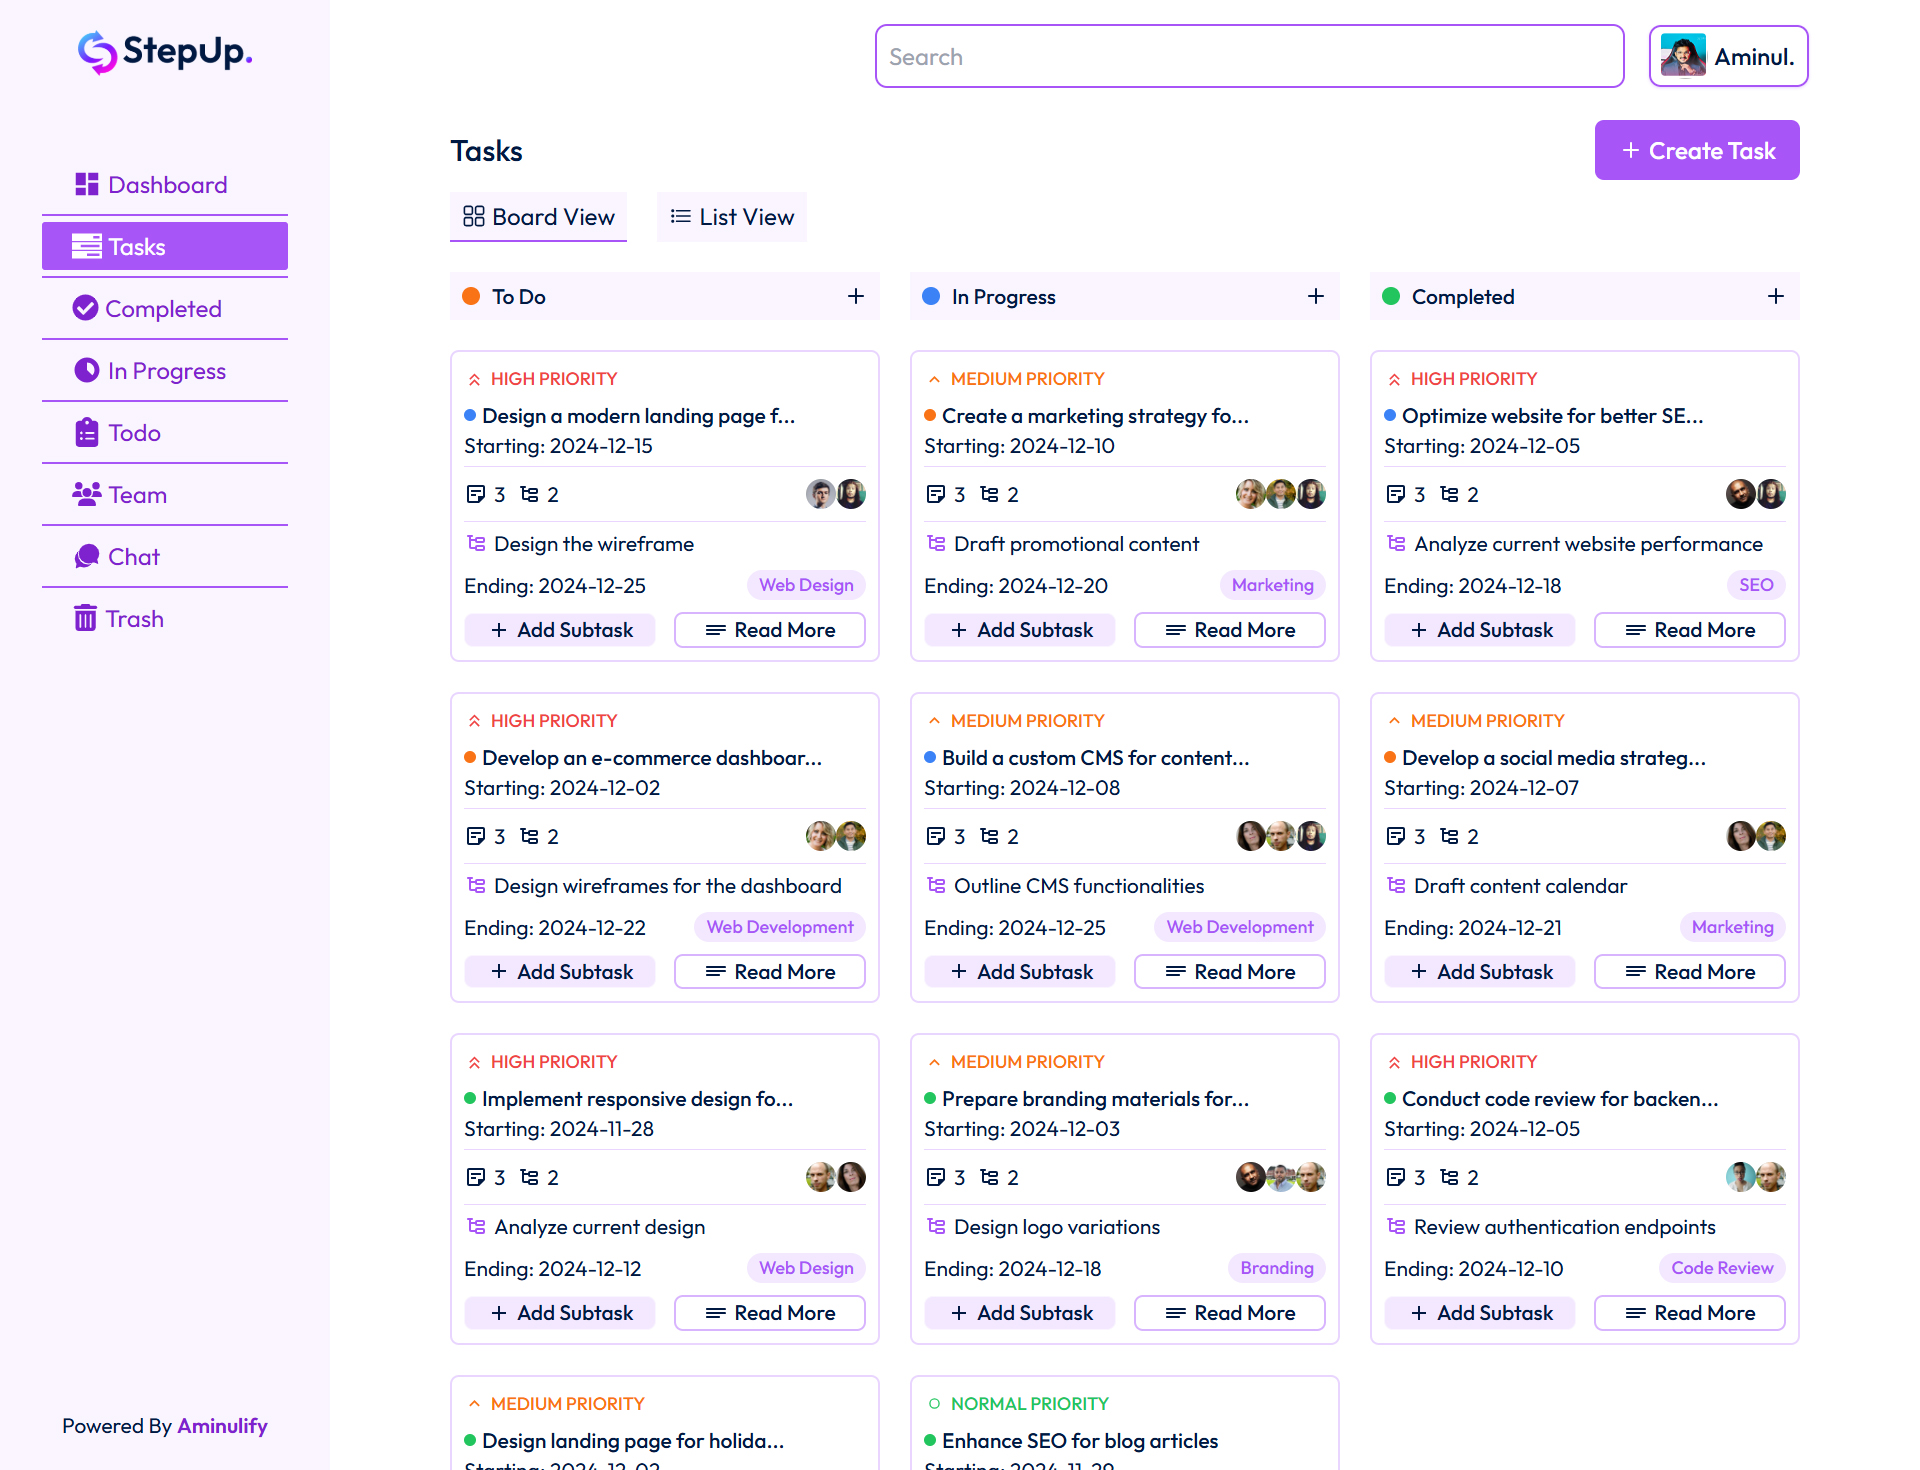 StepUp.
Search
Aminul.
Dashboard
Tasks
Completed
In Progress
Todo
Team
Chat
Trash
Powered By Aminulify
Tasks
+ Create Task
Board View
List View
To Do +
In Progress +
Completed +
HIGH PRIORITY
Design a modern landing page f...
Starting: 2024-12-15
3 2
Design the wireframe
Ending: 2024-12-25 Web Design
+ Add Subtask Read More
MEDIUM PRIORITY
Create a marketing strategy fo...
Starting: 2024-12-10
3 2
Draft promotional content
Ending: 2024-12-20 Marketing
+ Add Subtask Read More
HIGH PRIORITY
Optimize website for better SE...
Starting: 2024-12-05
3 2
Analyze current website performance
Ending: 2024-12-18 SEO
+ Add Subtask Read More
HIGH PRIORITY
Develop an e-commerce dashboar...
Starting: 2024-12-02
3 2
Design wireframes for the dashboard
Ending: 2024-12-22 Web Development
+ Add Subtask Read More
MEDIUM PRIORITY
Build a custom CMS for content...
Starting: 2024-12-08
3 2
Outline CMS functionalities
Ending: 2024-12-25 Web Development
+ Add Subtask Read More
MEDIUM PRIORITY
Develop a social media strateg...
Starting: 2024-12-07
3 2
Draft content calendar
Ending: 2024-12-21 Marketing
+ Add Subtask Read More
HIGH PRIORITY
Implement responsive design fo...
Starting: 2024-11-28
3 2
Analyze current design
Ending: 2024-12-12 Web Design
+ Add Subtask Read More
MEDIUM PRIORITY
Prepare branding materials for...
Starting: 2024-12-03
3 2
Design logo variations
Ending: 2024-12-18 Branding
+ Add Subtask Read More
HIGH PRIORITY
Conduct code review for backen...
Starting: 2024-12-05
3 2
Review authentication endpoints
Ending: 2024-12-10 Code Review
+ Add Subtask Read More
MEDIUM PRIORITY
Design landing page for holida...
Starting: 2024-12-02
NORMAL PRIORITY
Enhance SEO for blog articles
Starting: 2024-11-29